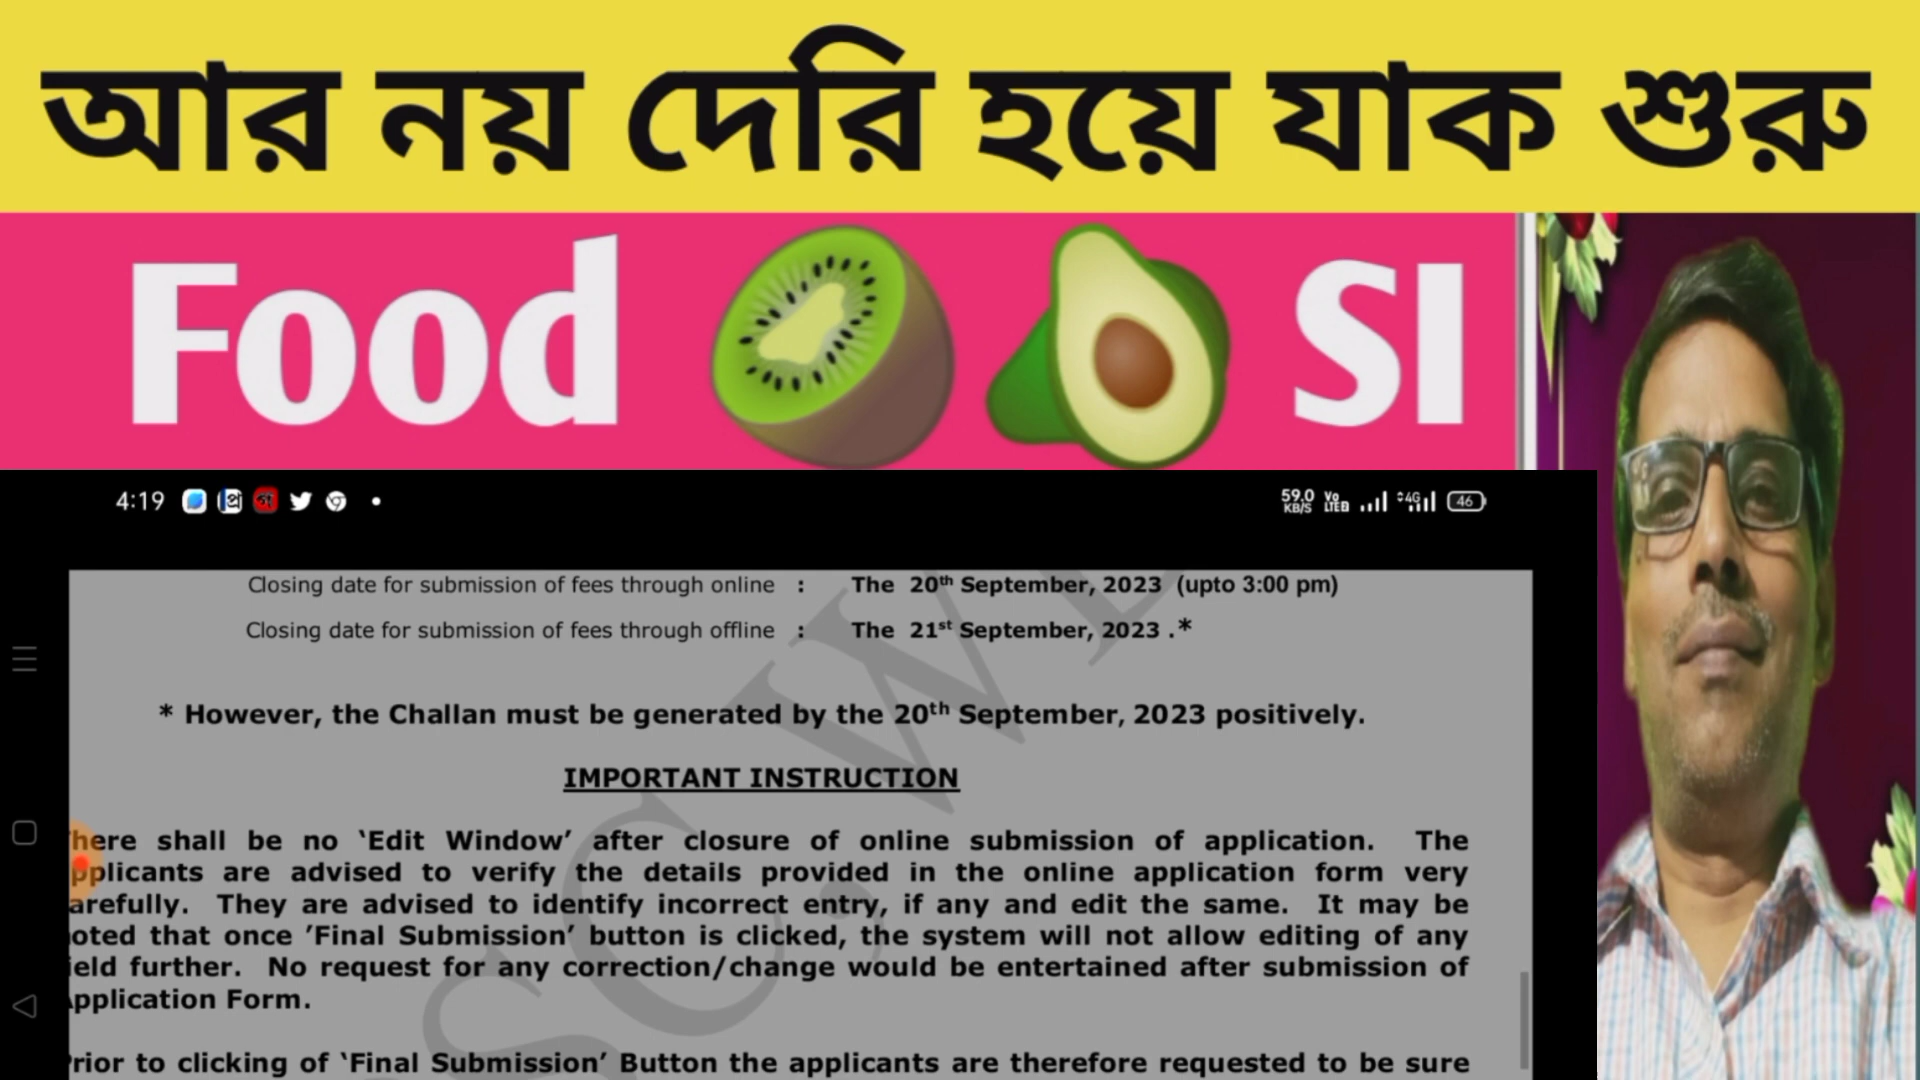 আর নয় দেরি হয়ে যাক শুরু
Food SI
4:19 59.0 KB/S Vo LTE2 4G 46
Closing date for submission of fees through online : The 20th September, 2023 (upto 3:00 pm)
Closing date for submission of fees through offline : The 21st September, 2023 .*
* However, the Challan must be generated by the 20th September, 2023 positively.
IMPORTANT INSTRUCTION
here shall be no ‘Edit Window’ after closure of online submission of application. The
pplicants are advised to verify the details provided in the online application form very
arefully. They are advised to identify incorrect entry, if any and edit the same. It may be
oted that once ’Final Submission’ button is clicked, the system will not allow editing of any
ield further. No request for any correction/change would be entertained after submission of
pplication Form.
rior to clicking of ‘Final Submission’ Button the applicants are therefore requested to be sure